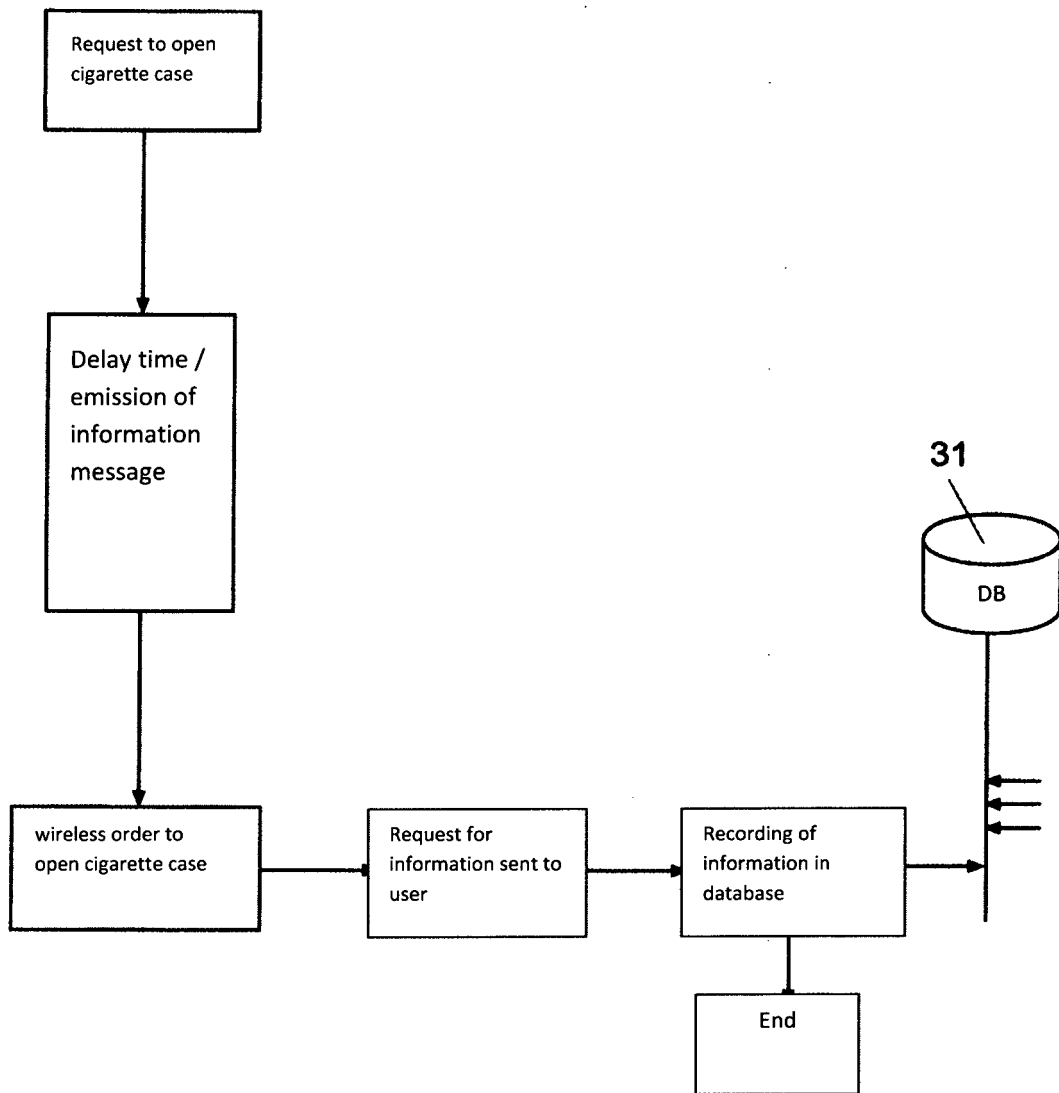 Request to open
cigarette case
Delay time /
emission of
information
message
31
DB
wireless order to
open cigarette case
Request for
information sent to
user
Recording of
information in
database
End